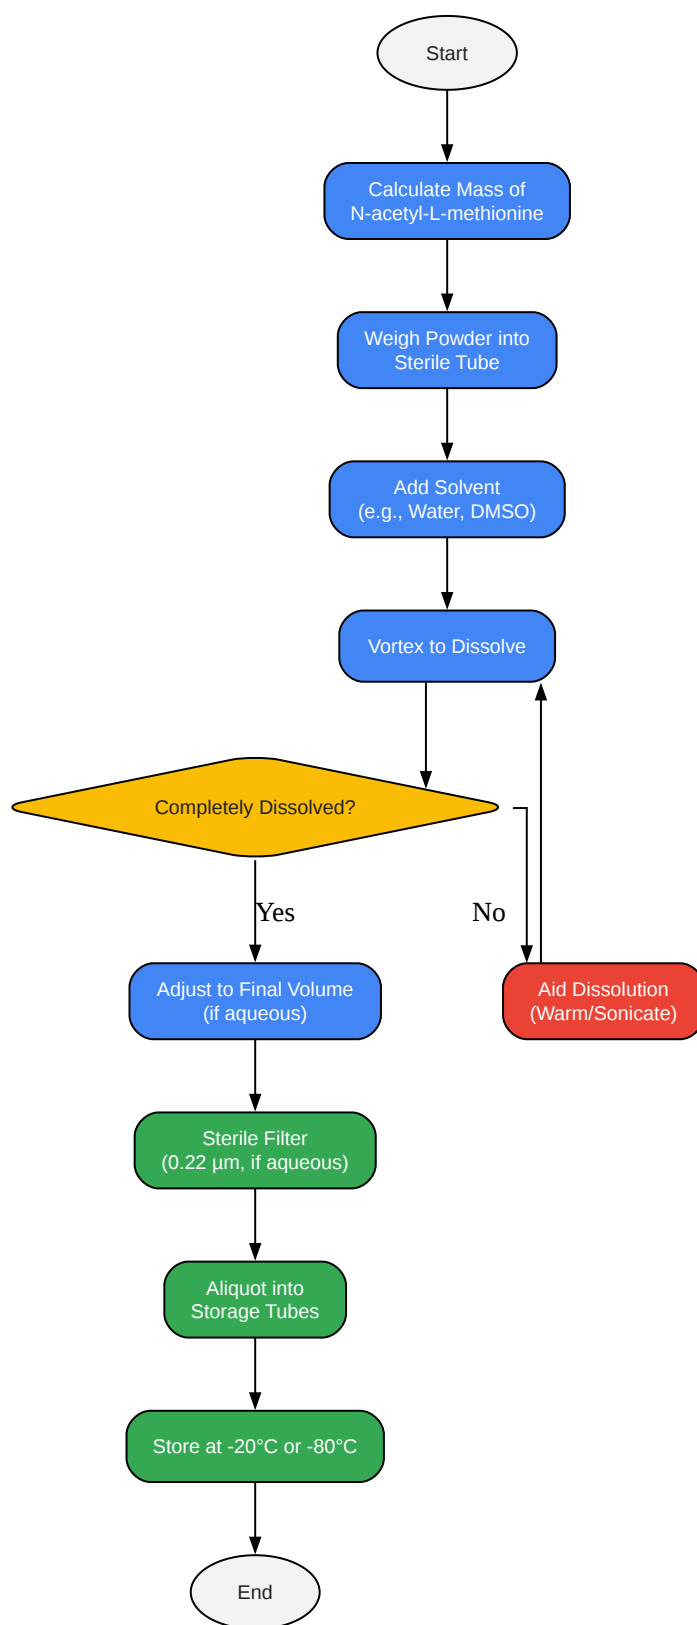 Start
Calculate Mass of
N-acetyl-L-methionine
Weigh Powder into
Sterile Tube
Add Solvent
(e.g., Water, DMSO)
Vortex to Dissolve
Completely Dissolved?
Yes
No
Adjust to Final Volume
(if aqueous)
Aid Dissolution
(Warm/Sonicate)
Sterile Filter
(0.22 µm, if aqueous)
Aliquot into
Storage Tubes
Store at -20°C or -80°C
End